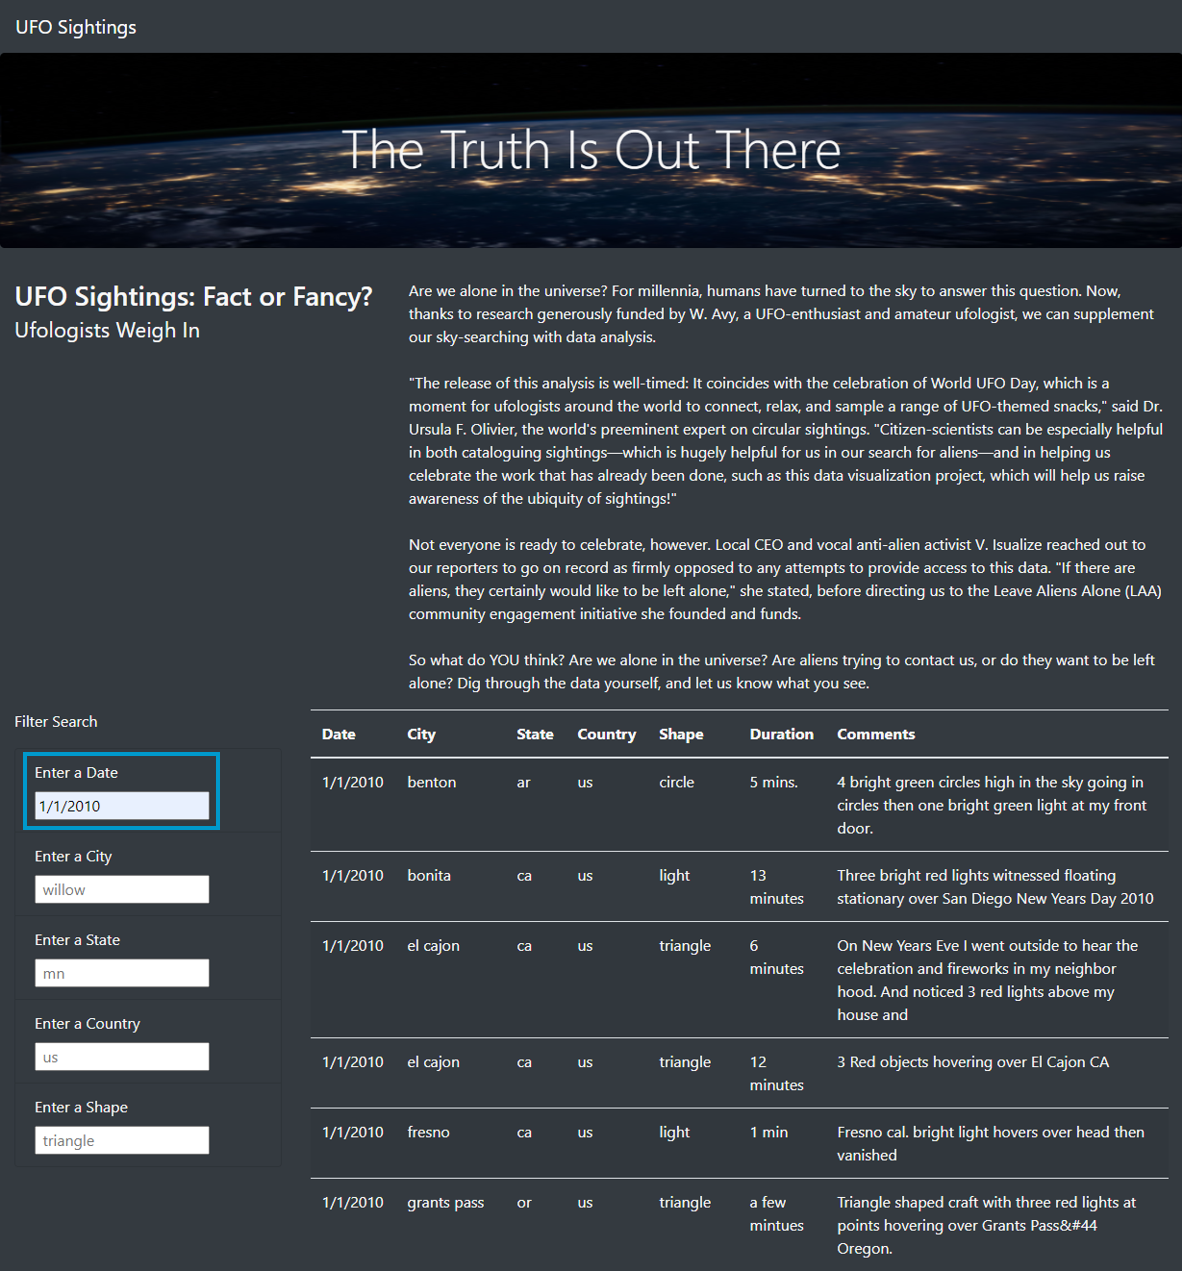 UFO Sightings
The Truth Is Out There
UFO Sightings: Fact or Fancy?
Ufologists Weigh In
Are we alone in the universe? For millennia, humans have turned to the sky to answer this question. Now,
thanks to research generously funded by W. Avy, a UFO-enthusiast and amateur ufologist, we can supplement
our sky-searching with data analysis.
"The release of this analysis is well-timed: It coincides with the celebration of World UFO Day, which is a
moment for ufologists around the world to connect, relax, and sample a range of UFO-themed snacks," said Dr.
Ursula F. Olivier, the world's preeminent expert on circular sightings. "Citizen-scientists can be especially helpful
in both cataloguing sightings—which is hugely helpful for us in our search for aliens—and in helping us
celebrate the work that has already been done, such as this data visualization project, which will help us raise
awareness of the ubiquity of sightings!"
Not everyone is ready to celebrate, however. Local CEO and vocal anti-alien activist V. Isualize reached out to
our reporters to go on record as firmly opposed to any attempts to provide access to this data. "If there are
aliens, they certainly would like to be left alone," she stated, before directing us to the Leave Aliens Alone (LAA)
community engagement initiative she founded and funds.
So what do YOU think? Are we alone in the universe? Are aliens trying to contact us, or do they want to be left
alone? Dig through the data yourself, and let us know what you see.
Filter Search
Enter a Date
1/1/2010
Enter a City
willow
Enter a State
mn
Enter a Country
us
Enter a Shape
triangle
Date City State Country Shape Duration Comments
1/1/2010 benton ar us circle 5 mins. 4 bright green circles high in the sky going in
circles then one bright green light at my front
door.
1/1/2010 bonita ca us light 13 Three bright red lights witnessed floating
minutes stationary over San Diego New Years Day 2010
1/1/2010 el cajon ca us triangle 6 On New Years Eve I went outside to hear the
minutes celebration and fireworks in my neighbor
hood. And noticed 3 red lights above my
house and
1/1/2010 el cajon ca us triangle 12 3 Red objects hovering over El Cajon CA
minutes
1/1/2010 fresno ca us light 1 min Fresno cal. bright light hovers over head then
vanished
1/1/2010 grants pass or us triangle a few Triangle shaped craft with three red lights at
mintues points hovering over Grants Pass&#44
Oregon.